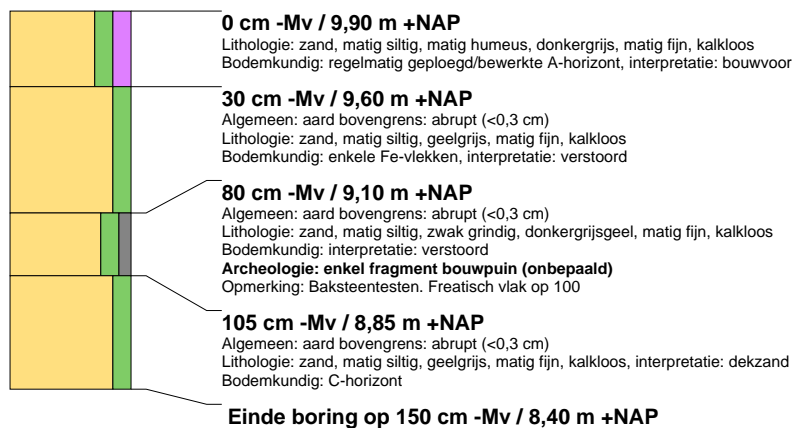 0 cm -Mv / 9,90 m +NAP
Lithologie: zand, matig siltig, matig humeus, donkergrijs, matig fijn, kalkloos
Bodemkundig: regelmatig geploegd/bewerkte A-horizont, interpretatie: bouwvoor
30 cm -Mv / 9,60 m +NAP
Algemeen: aard bovengrens: abrupt (<0,3 cm)
Lithologie: zand, matig siltig, geelgrijs, matig fijn, kalkloos
Bodemkundig: enkele Fe-vlekken, interpretatie: verstoord
80 cm -Mv / 9,10 m +NAP
Algemeen: aard bovengrens: abrupt (<0,3 cm)
Lithologie: zand, matig siltig, zwak grindig, donkergrijsgeel, matig fijn, kalkloos
Bodemkundig: interpretatie: verstoord
Archeologie: enkel fragment bouwpuin (onbepaald)
Opmerking: Baksteentesten. Freatisch vlak op 100
105 cm -Mv / 8,85 m +NAP
Algemeen: aard bovengrens: abrupt (<0,3 cm)
Lithologie: zand, matig siltig, geelgrijs, matig fijn, kalkloos, interpretatie: dekzand
Bodemkundig: C-horizont
Einde boring op 150 cm -Mv / 8,40 m +NAP